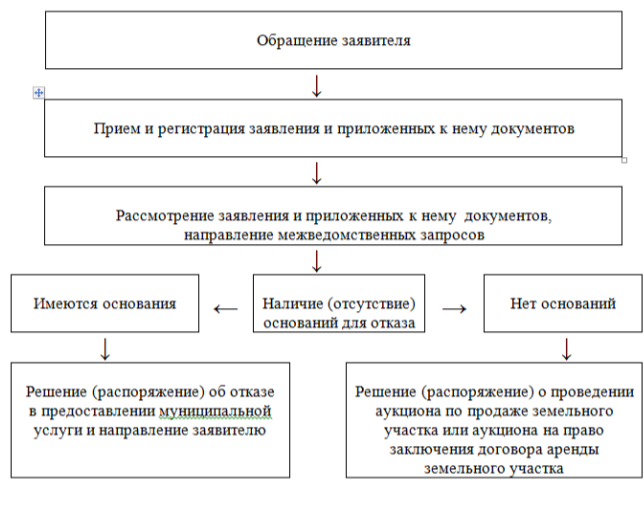 Обращение заявителя
Прием и регистрация заявления и приложенных к нему документов
Рассмотрение заявления и приложенных к нему документов,
направление межведомственных запросов
Имеются основания
Наличие (отсутствие)
оснований для отказа
Нет оснований
Решение (распоряжение) об отказе
в предоставлении муниципальной
услуги и направление заявителю
Решение (распоряжение) о проведении
аукциона по продаже земельного
участка или аукциона на право
заключения договора аренды
земельного участка